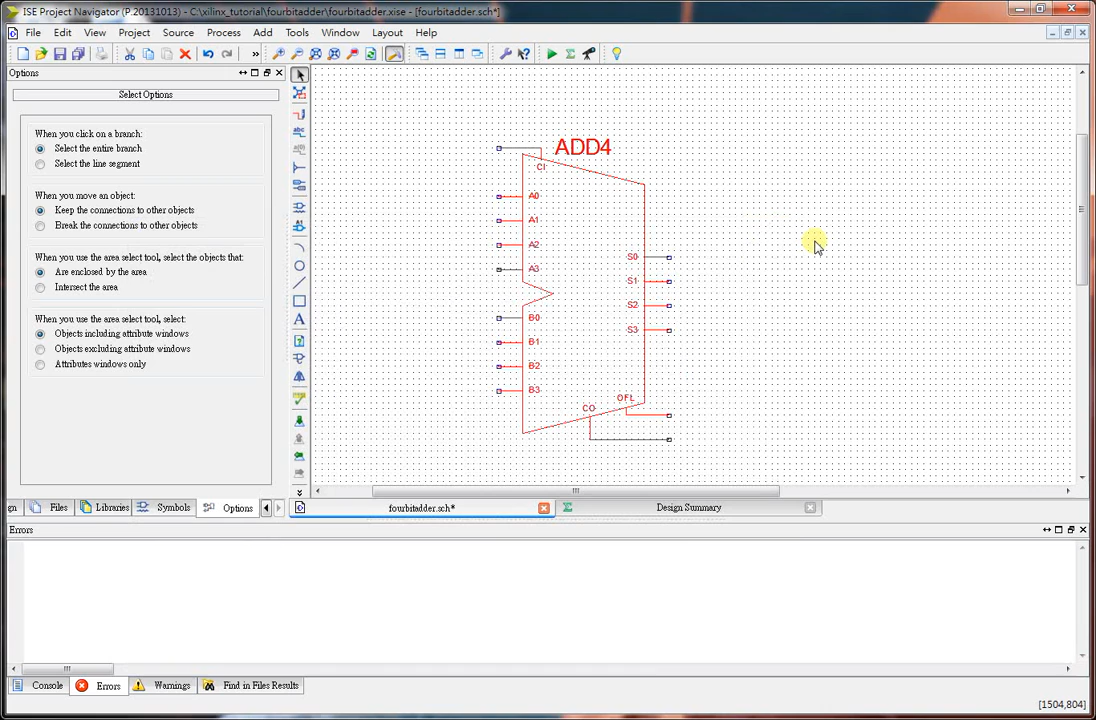 ISE Project Navigator (P.20131013) - C:\xilinx_tutorial\fourbitadder\fourbitadder.xise - [fourbitadder.sch*]
File Edit View Project Source Process Add Tools Window Layout Help
»
Options
Select Options
When you click on a branch:
Select the entire branch
Select the line segment
When you move an object:
Keep the connections to other objects
Break the connections to other objects
When you use the area select tool, select the objects that:
Are enclosed by the area
Intersect the area
When you use the area select tool, select:
Objects including attribute windows
Objects excluding attribute windows
Attributes windows only
ADD4
CI
A0
A1
A2
A3
B0
B1
B2
B3
S0
S1
S2
S3
OFL
CO
gn Files Libraries Symbols Options
fourbitadder.sch* Design Summary
Errors
Console Errors Warnings Find in Files Results
[1504,804]